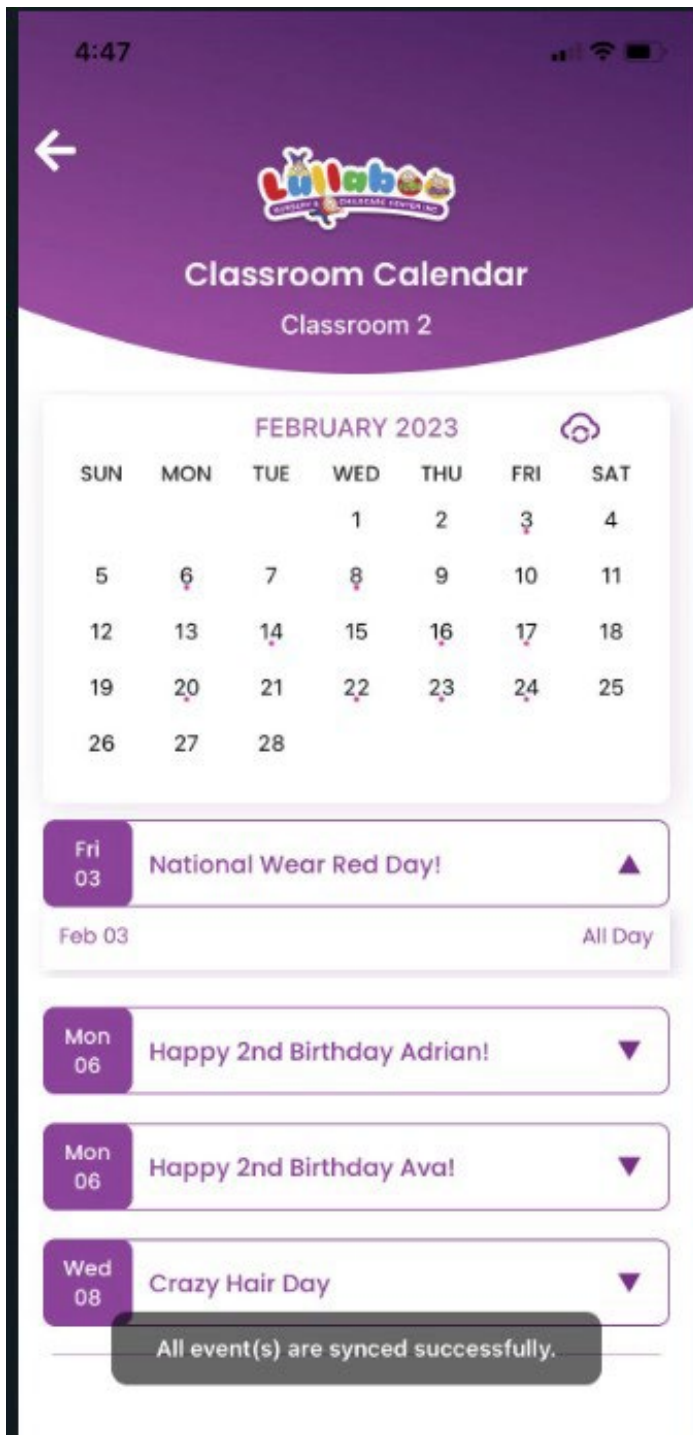 4:47
Lullaboo
NURSERY & CHILDCARE CENTER INC.
Classroom Calendar
Classroom 2
FEBRUARY 2023
SUN MON TUE WED THU FRI SAT
1 2 3 4
5 6 7 8 9 10 11
12 13 14 15 16 17 18
19 20 21 22 23 24 25
26 27 28
Fri
03
National Wear Red Day!
Feb 03 All Day
Mon
06
Happy 2nd Birthday Adrian!
Mon
06
Happy 2nd Birthday Ava!
Wed
08
Crazy Hair Day
All event(s) are synced successfully.